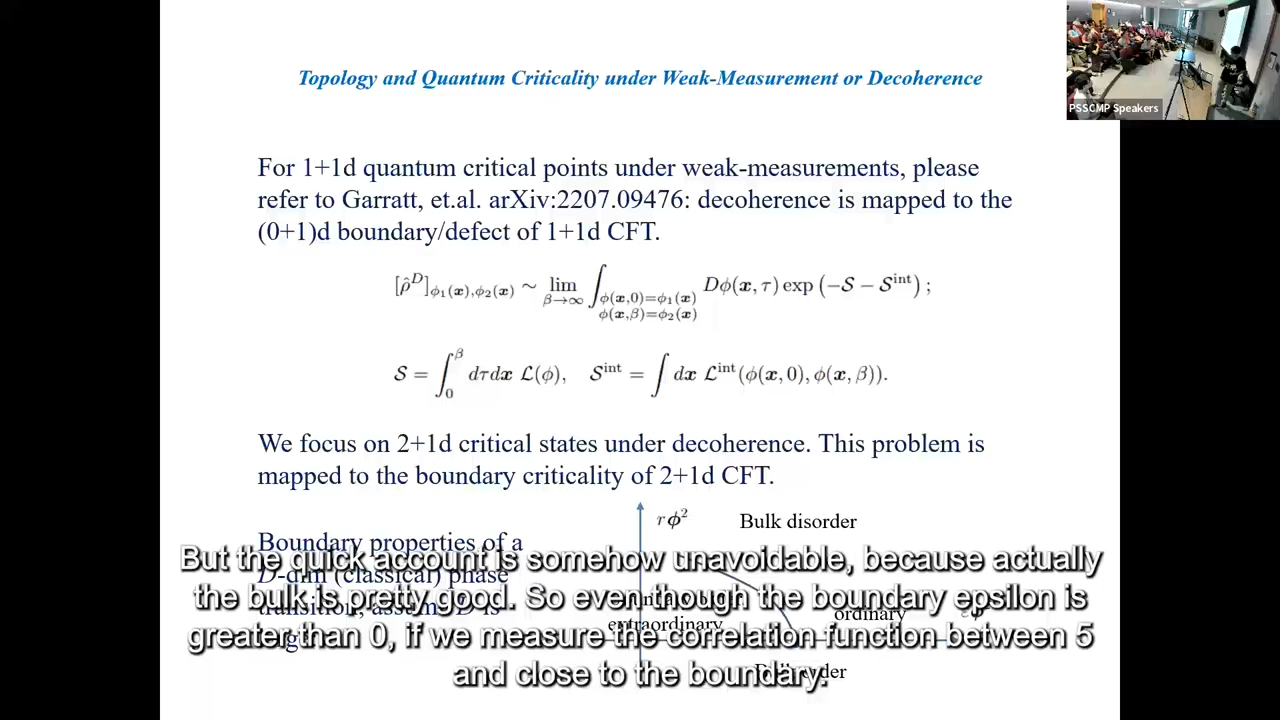 Topology and Quantum Criticality under Weak-Measurement or Decoherence
PSSCMP Speakers
For 1+1d quantum critical points under weak-measurements, please
refer to Garratt, et.al. arXiv:2207.09476: decoherence is mapped to the
(0+1)d boundary/defect of 1+1d CFT.
[ρ̂^D]_{ϕ₁(x),ϕ₂(x)} ∼ lim_{β→∞} ∫_{ϕ(x,0)=ϕ₁(x) ϕ(x,β)=ϕ₂(x)} Dϕ(x,τ) exp (−S − S^int) ;
S = ∫₀^β dτdx L(ϕ), S^int = ∫ dx L^int(ϕ(x,0), ϕ(x,β)).
We focus on 2+1d critical states under decoherence. This problem is
mapped to the boundary criticality of 2+1d CFT.
rϕ² Bulk disorder
Boundary properties of a
D-dim (classical) phase
ordinary
extraordinary
But the quick account is somehow unavoidable, because actually
the bulk is pretty good. So even though the boundary epsilon is
greater than 0, if we measure the correlation function between 5
and close to the boundary.